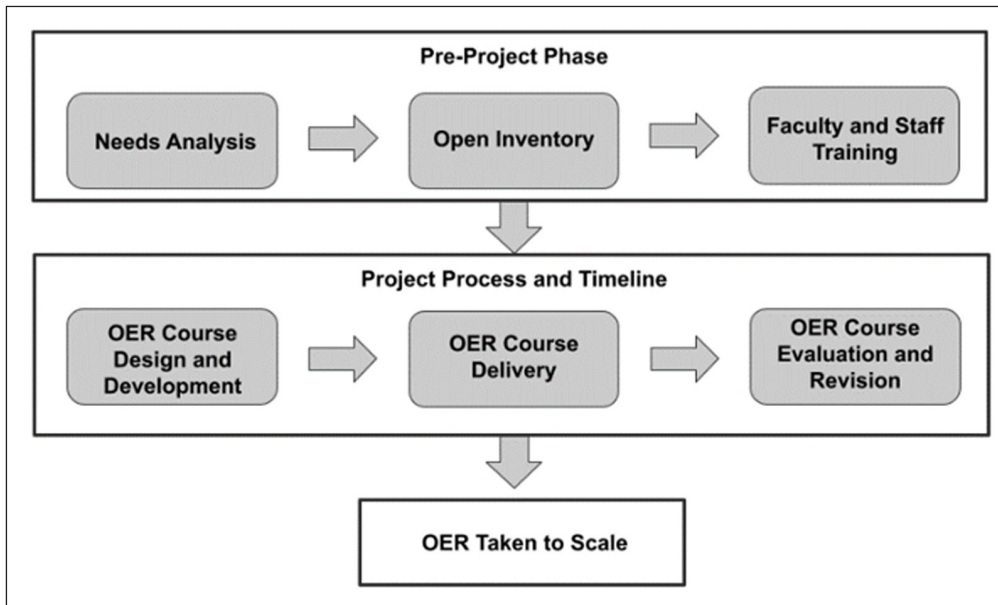 Pre-Project Phase
Needs Analysis
Open Inventory
Faculty and Staff
Training
Project Process and Timeline
OER Course
Design and
Development
OER Course
Delivery
OER Course
Evaluation and
Revision
OER Taken to Scale